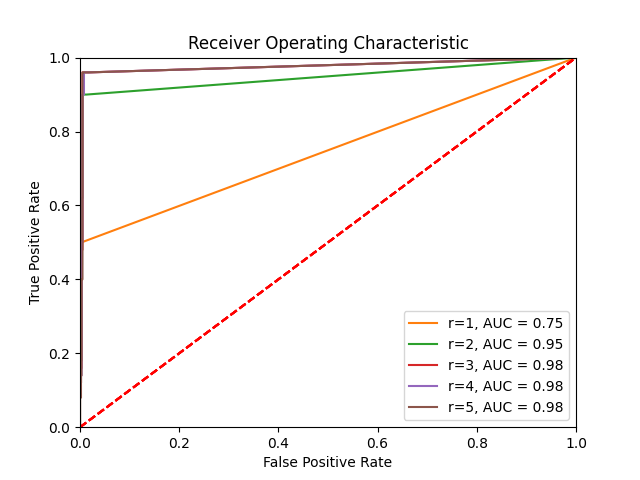 Receiver Operating Characteristic
True Positive Rate
1.0
0.8
0.6
0.4
0.2
0.0
r=1, AUC = 0.75
r=2, AUC = 0.95
r=3, AUC = 0.98
r=4, AUC = 0.98
r=5, AUC = 0.98
0.0 0.2 0.4 0.6 0.8 1.0
False Positive Rate